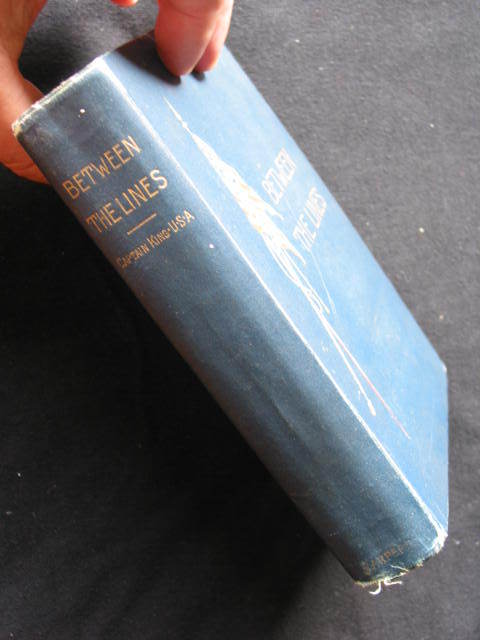 BETWEEN
THE LINES
CAPTAIN KING·U·S·A
BETWEEN
THE LINES